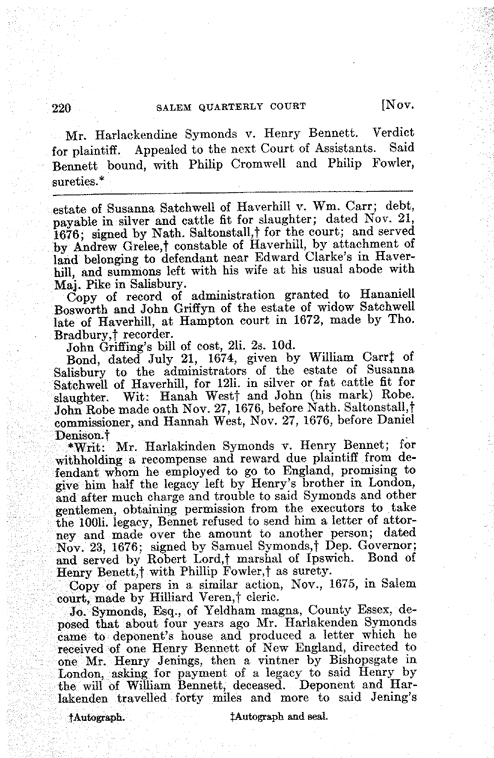 220 SALEM QUARTERLY COURT [Nov.
Mr. Harlackendine Symonds v. Henry Bennett. Verdict
for plaintiff. Appealed to the next Court of Assistants. Said
Bennett bound, with Philip Cromwell and Philip Fowler,
sureties.*
estate of Susanna Satchwell of Haverhill v. Wm. Carr; debt,
payable in silver and cattle fit for slaughter; dated Nov. 21,
1676; signed by Nath. Saltonstall,† for the court; and served
by Andrew Grelee,† constable of Haverhill, by attachment of
land belonging to defendant near Edward Clarke's in Haver-
hill, and summons left with his wife at his usual abode with
Maj. Pike in Salisbury.
Copy of record of administration granted to Hananiell
Bosworth and John Griffyn of the estate of widow Satchwell
late of Haverhill, at Hampton court in 1672, made by Tho.
Bradbury,† recorder.
John Griffing's bill of cost, 2li. 2s. 10d.
Bond, dated July 21, 1674, given by William Carr‡ of
Salisbury to the administrators of the estate of Susanna
Satchwell of Haverhill, for 12li. in silver or fat cattle fit for
slaughter. Wit: Hanah West† and John (his mark) Robe.
John Robe made oath Nov. 27, 1676, before Nath. Saltonstall,†
commissioner, and Hannah West, Nov. 27, 1676, before Daniel
Denison.†
*Writ: Mr. Harlakinden Symonds v. Henry Bennet; for
withholding a recompense and reward due plaintiff from de-
fendant whom he employed to go to England, promising to
give him half the legacy left by Henry's brother in London,
and after much charge and trouble to said Symonds and other
gentlemen, obtaining permission from the executors to take
the 100li. legacy, Bennet refused to send him a letter of attor-
ney and made over the amount to another person; dated
Nov. 23, 1676; signed by Samuel Symonds,† Dep. Governor;
and served by Robert Lord,† marshal of Ipswich. Bond of
Henry Benett,† with Phillip Fowler,† as surety.
Copy of papers in a similar action, Nov., 1675, in Salem
court, made by Hilliard Veren,† cleric.
Jo. Symonds, Esq., of Yeldham magna, County Essex, de-
posed that about four years ago Mr. Harlakenden Symonds
came to deponent's house and produced a letter which he
received of one Henry Bennett of New England, directed to
one Mr. Henry Jenings, then a vintner by Bishopsgate in
London, asking for payment of a legacy to said Henry by
the will of William Bennett, deceased. Deponent and Har-
lakenden travelled forty miles and more to said Jening's
†Autograph. ‡Autograph and seal.